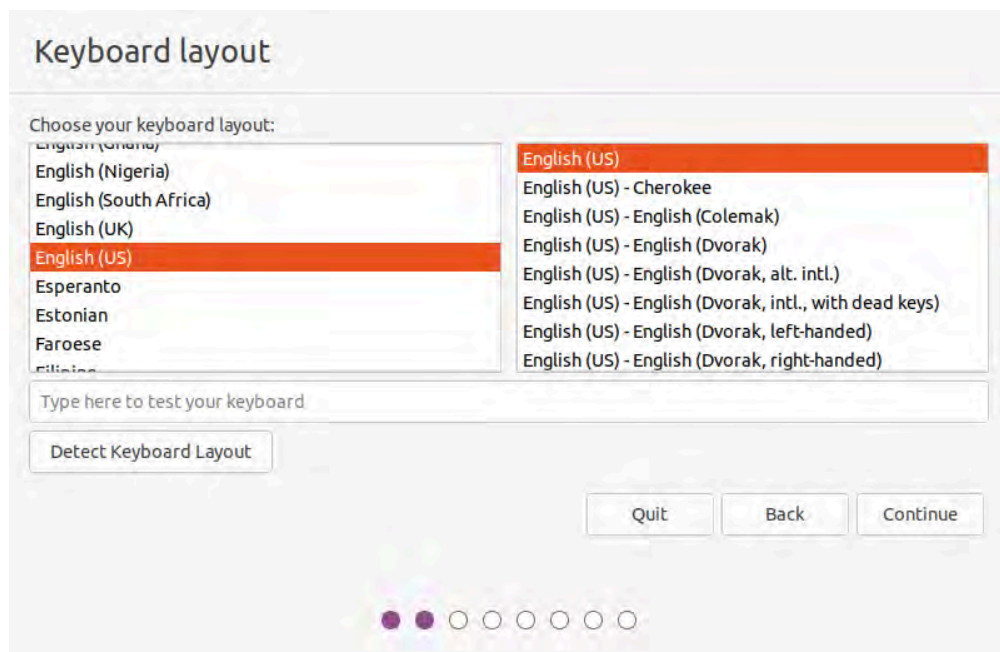 Keyboard layout
Choose your keyboard layout:
English (Ghana)
English (Nigeria)
English (South Africa)
English (UK)
English (US)
Esperanto
Estonian
Faroese
Filipino
English (US)
English (US) - Cherokee
English (US) - English (Colemak)
English (US) - English (Dvorak)
English (US) - English (Dvorak, alt. intl.)
English (US) - English (Dvorak, intl., with dead keys)
English (US) - English (Dvorak, left-handed)
English (US) - English (Dvorak, right-handed)
Type here to test your keyboard
Detect Keyboard Layout
Quit
Back
Continue